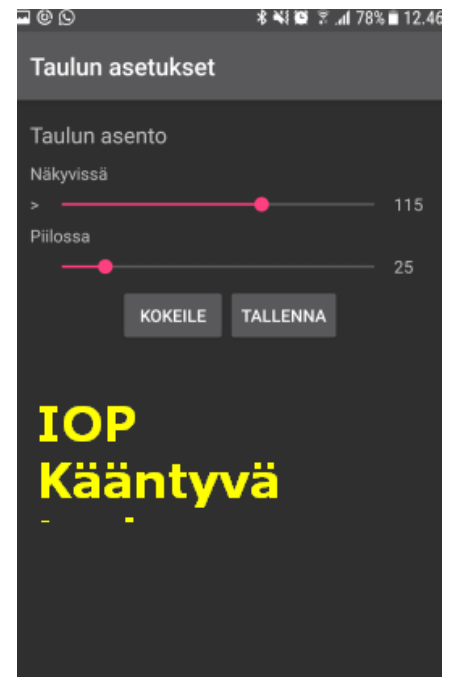 78% 12.46
Taulun asetukset
Taulun asento
Näkyvissä
> 115
Piilossa
25
KOKEILE TALLENNA
IOP
Kääntyvä